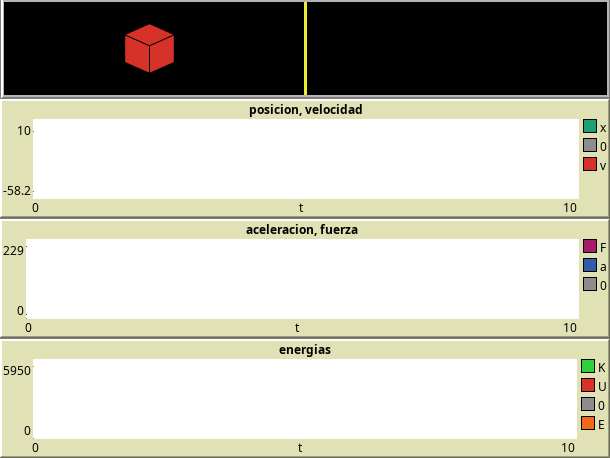 posicion, velocidad
10
-58.2
0
t
10
x
0
v
aceleracion, fuerza
229
0
0
t
10
F
a
0
energias
5950
0
0
t
10
K
U
0
E